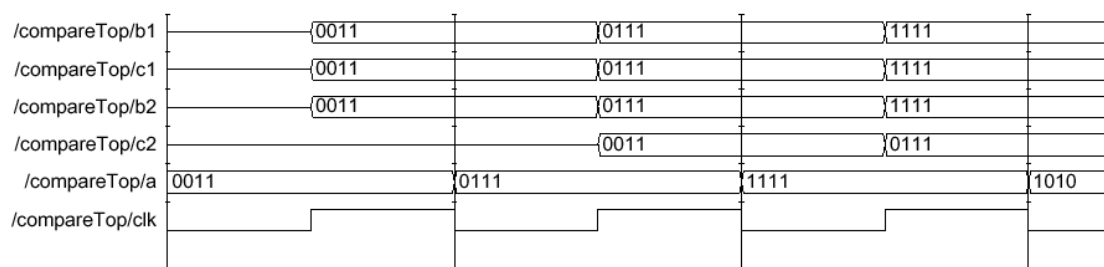 /compareTop/b1 0011 0111 1111
/compareTop/c1 0011 0111 1111
/compareTop/b2 0011 0111 1111
/compareTop/c2 0011 0111
/compareTop/a 0011 0111 1111 1010
/compareTop/clk